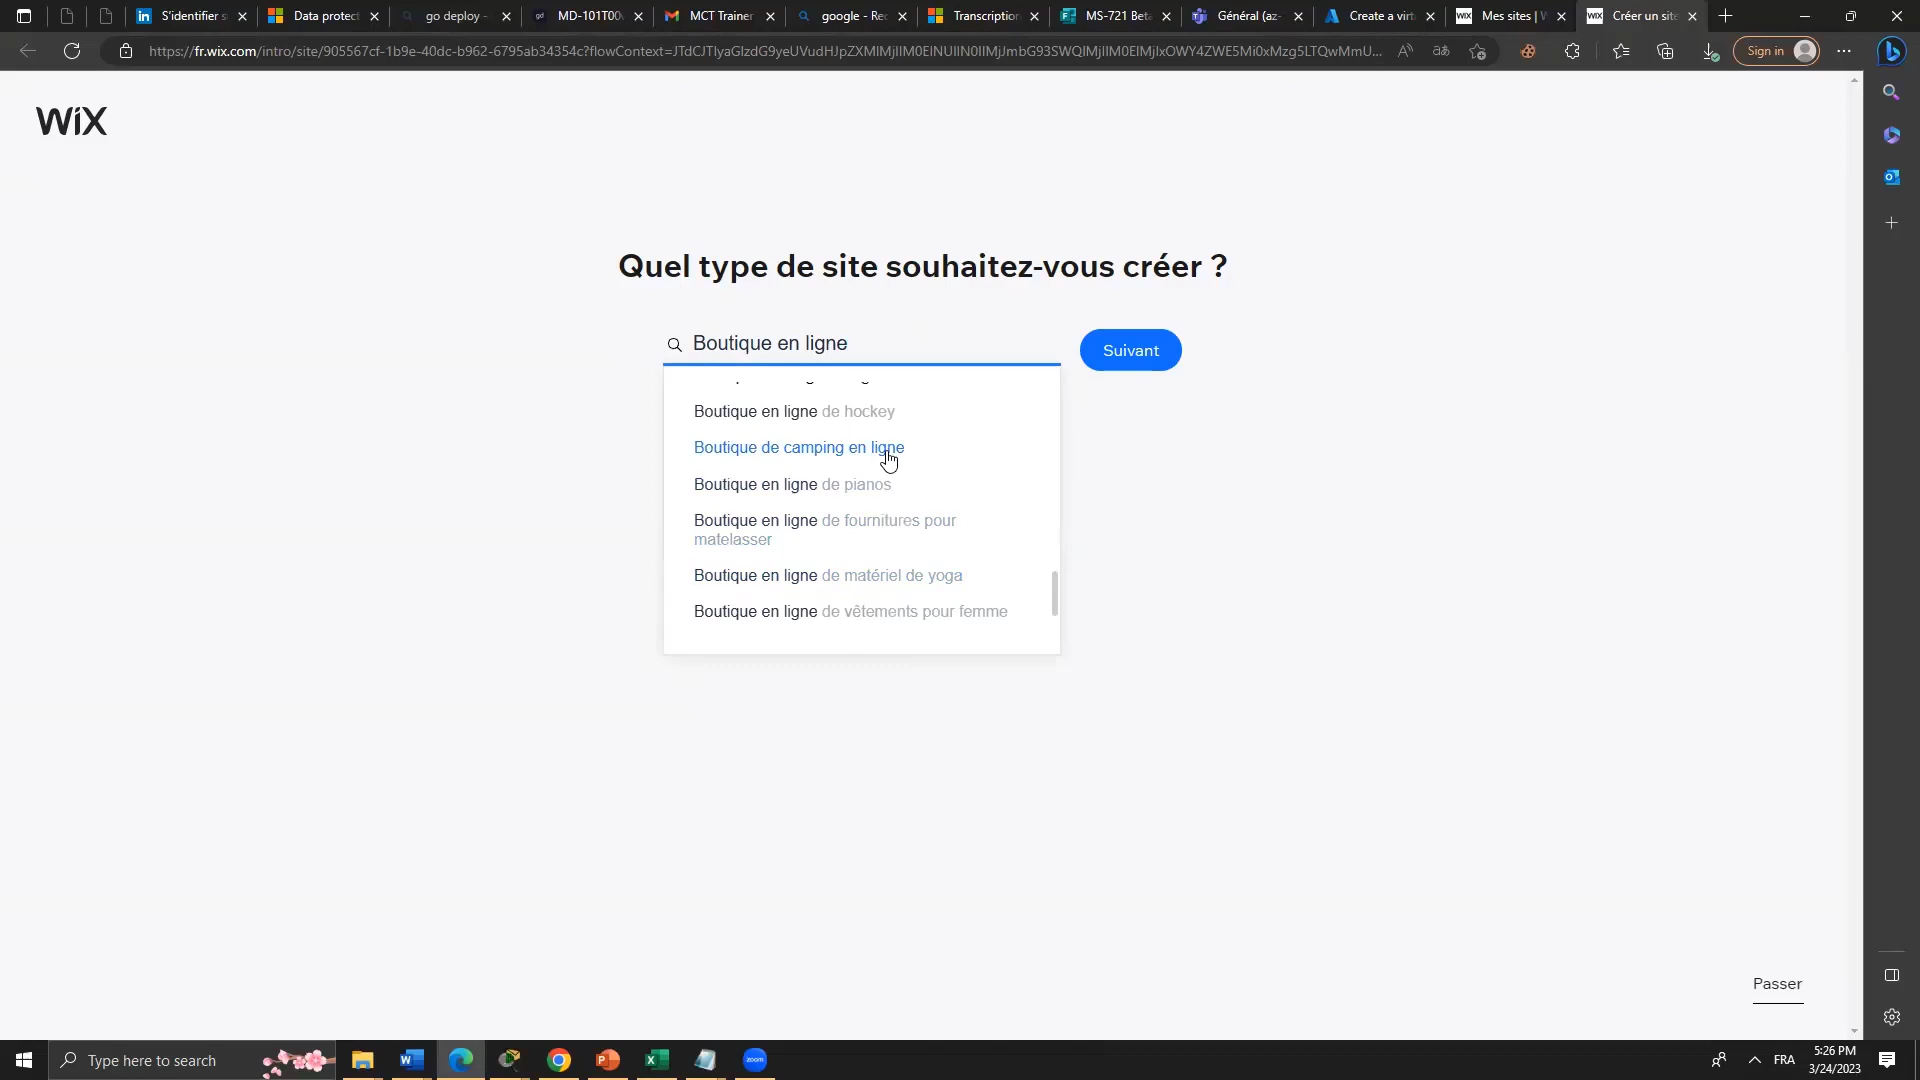 S'identifier s
Data protect
go deploy -
MD-101T00
MCT Trainer
google - Rec
Transcription
MS-721 Beta
Général (az-
Create a virt
Mes sites | W
Créer un site
https://fr.wix.com/intro/site/905567cf-1b9e-40dc-b962-6795ab34354c?flowContext=
Sign in
WiX
Quel type de site souhaitez-vous créer ?
Boutique en ligne
Suivant
Boutique en ligne de hockey
Boutique de camping en ligne
Boutique en ligne de pianos
Boutique en ligne de fournitures pour
matelasser
Boutique en ligne de matériel de yoga
Boutique en ligne de vêtements pour femme
Passer
Type here to search
zoom
FRA
5:26 PM
3/24/2023